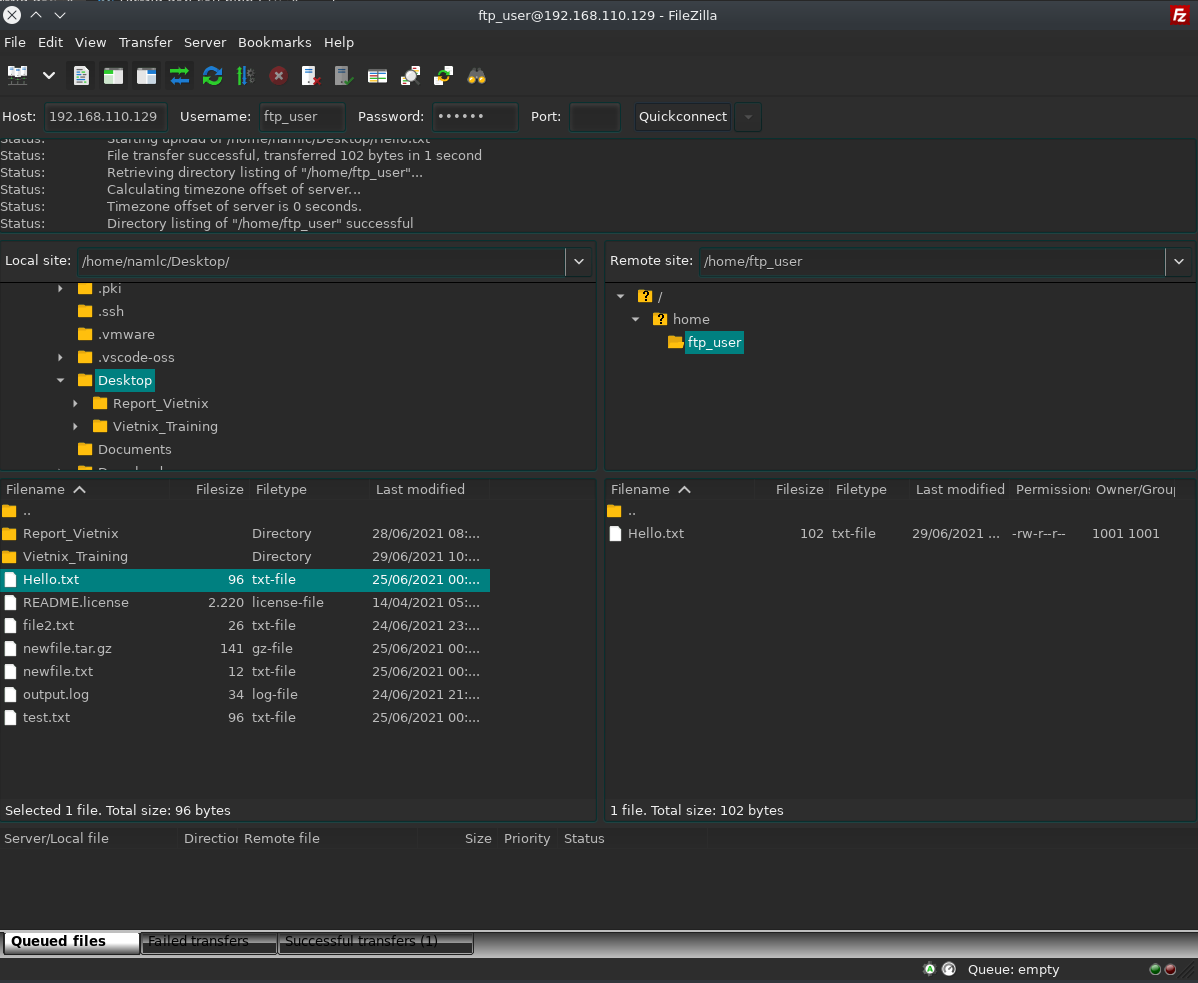 ftp_user@192.168.110.129 - FileZilla
Fz
File Edit View Transfer Server Bookmarks Help
Host: 192.168.110.129 Username: ftp_user Password: •••••• Port: Quickconnect
Status: Starting upload of /home/namlc/Desktop/Hello.txt
Status: File transfer successful, transferred 102 bytes in 1 second
Status: Retrieving directory listing of "/home/ftp_user"...
Status: Calculating timezone offset of server...
Status: Timezone offset of server is 0 seconds.
Status: Directory listing of "/home/ftp_user" successful
Local site: /home/namlc/Desktop/
.pki
.ssh
.vmware
.vscode-oss
Desktop
Report_Vietnix
Vietnix_Training
Documents
Remote site: /home/ftp_user
/
home
ftp_user
Filename Filesize Filetype Last modified
..
Report_Vietnix Directory 28/06/2021 08:...
Vietnix_Training Directory 29/06/2021 10:...
Hello.txt 96 txt-file 25/06/2021 00:...
README.license 2.220 license-file 14/04/2021 05:...
file2.txt 26 txt-file 24/06/2021 23:...
newfile.tar.gz 141 gz-file 25/06/2021 00:...
newfile.txt 12 txt-file 25/06/2021 00:...
output.log 34 log-file 24/06/2021 21:...
test.txt 96 txt-file 25/06/2021 00:...
Selected 1 file. Total size: 96 bytes
Filename Filesize Filetype Last modified Permissions Owner/Group
..
Hello.txt 102 txt-file 29/06/2021 ... -rw-r--r-- 1001 1001
1 file. Total size: 102 bytes
Server/Local file Direction Remote file Size Priority Status
Queued files Failed transfers Successful transfers (1)
Queue: empty